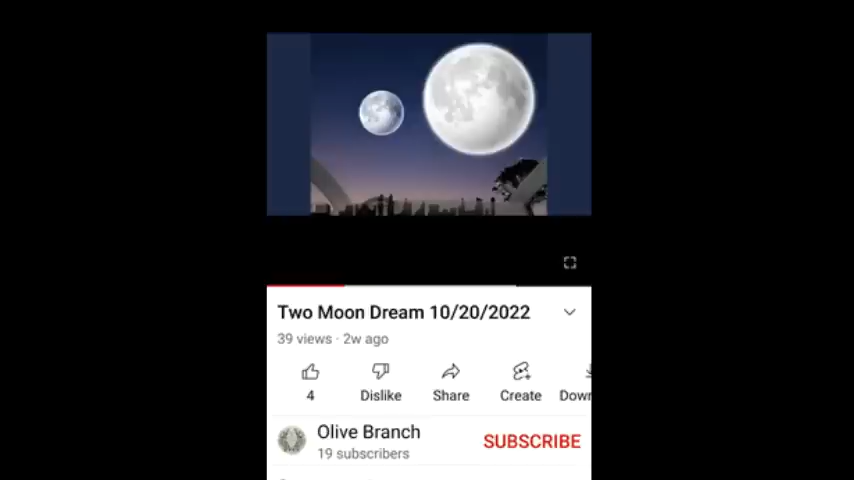 Two Moon Dream 10/20/2022
39 views · 2w ago
4 Dislike Share Create Down
Olive Branch
SUBSCRIBE
19 subscribers